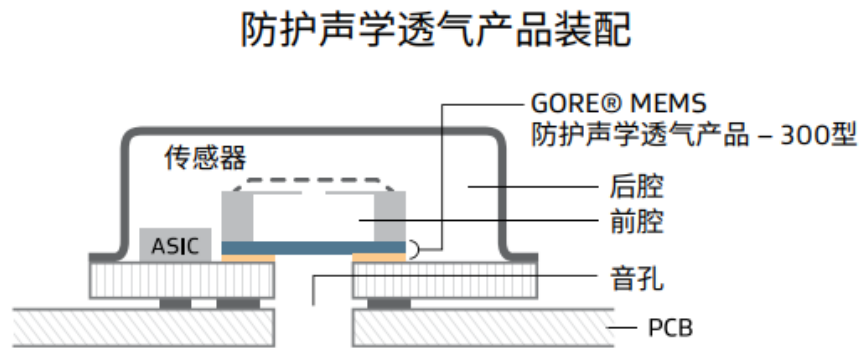 防护声学透气产品装配
GORE® MEMS
防护声学透气产品 – 300型
传感器
后腔
前腔
ASIC
音孔
PCB